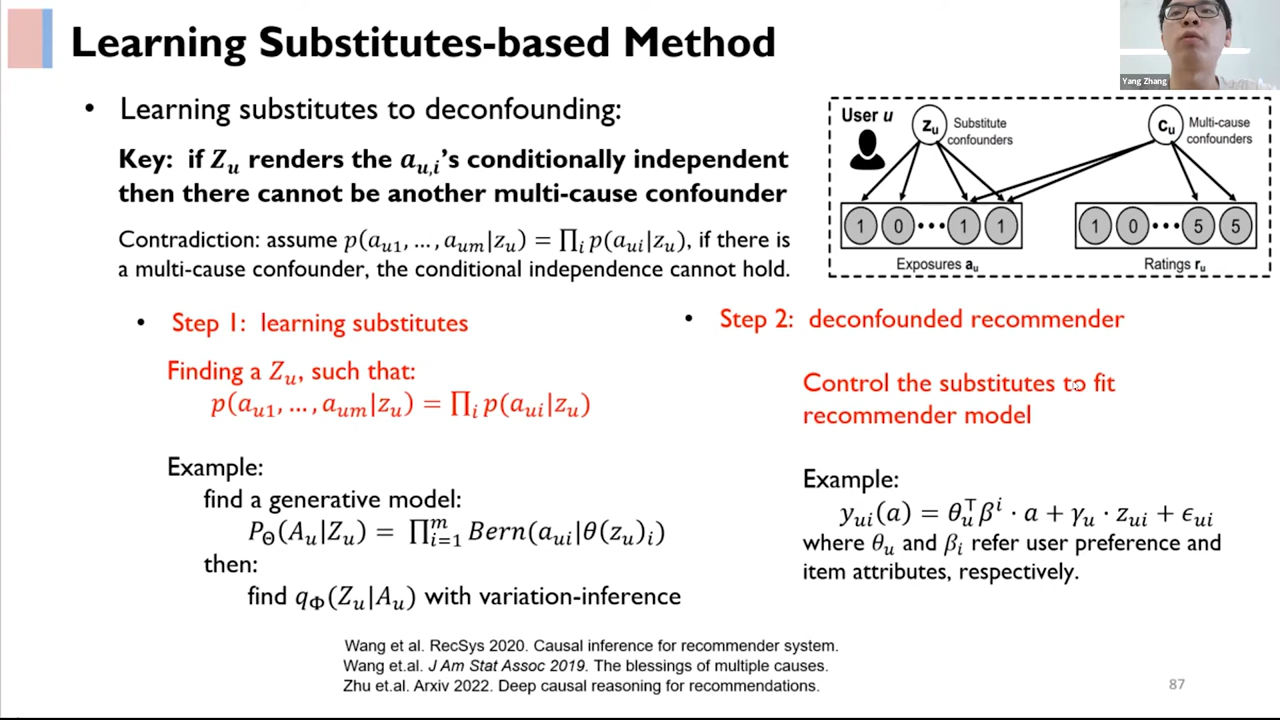 Learning Substitutes-based Method
Yang Zhang
• Learning substitutes to deconfounding:
Key: if Z_u renders the a_{u,i}'s conditionally independent
then there cannot be another multi-cause confounder
Contradiction: assume p(a_{u1}, ..., a_{um}|z_u) = ∏_i p(a_{ui}|z_u), if there is
a multi-cause confounder, the conditional independence cannot hold.
User u
z_u
Substitute
confounders
c_u
Multi-cause
confounders
1 0 ••• 1 1
1 0 ••• 5 5
Exposures a_u
Ratings r_u
• Step 1: learning substitutes
Finding a Z_u, such that:
p(a_{u1}, ..., a_{um}|z_u) = ∏_i p(a_{ui}|z_u)
Example:
find a generative model:
P_Θ(A_u|Z_u) = ∏_{i=1}^m Bern(a_{ui}|θ(z_u)_i)
then:
find q_Φ(Z_u|A_u) with variation-inference
• Step 2: deconfounded recommender
Control the substitutes to fit
recommender model
Example:
y_{ui}(a) = θ_u^⊤ β^i · a + γ_u · z_{ui} + ϵ_{ui}
where θ_u and β_i refer user preference and
item attributes, respectively.
Wang et al. RecSys 2020. Causal inference for recommender system.
Wang et.al. J Am Stat Assoc 2019. The blessings of multiple causes.
Zhu et.al. Arxiv 2022. Deep causal reasoning for recommendations.
87